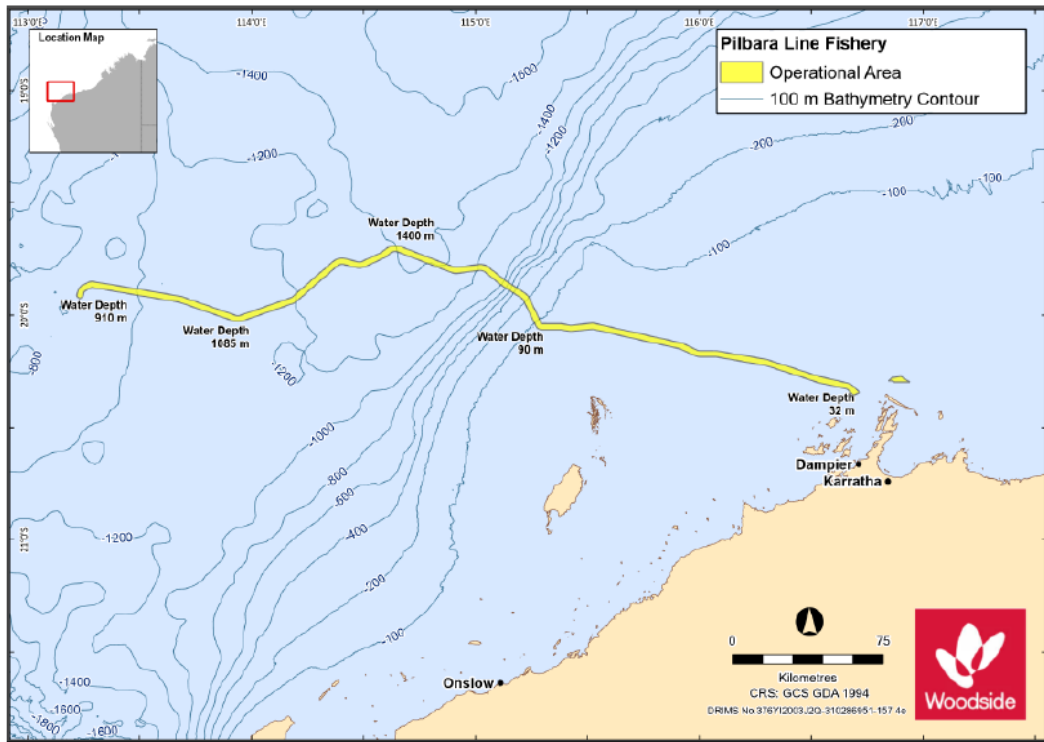 113°0'E
114°0'E
115°0'E
116°0'E
117°0'E
Location Map
Pilbara Line Fishery
Operational Area
100 m Bathymetry Contour
19°0'S
-1400
-1600
-1400
-1200
-1200
-200
-200
-100
-100
-100
Water Depth
1400 m
Water Depth
910 m
20°0'S
Water Depth
1085 m
Water Depth
90 m
-800
-1200
Water Depth
32 m
-1000
Dampier
Karratha
-800
-500
-400
-1200
21°0'S
-200
-100
0
75
Kilometres
CRS: GCS GDA 1994
Onslow
-1400
-1600
-1800
-1600
Woodside